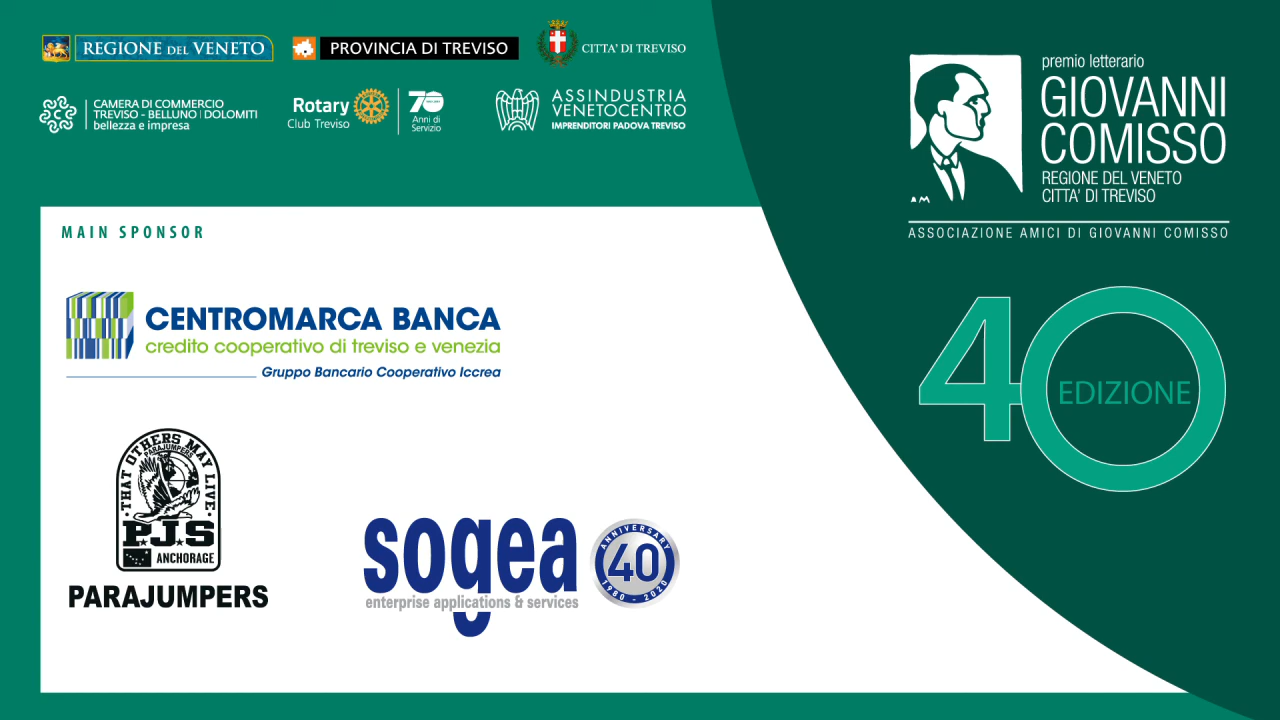 REGIONE DEL VENETO
PROVINCIA DI TREVISO
CITTA' DI TREVISO
CAMERA DI COMMERCIO
TREVISO - BELLUNO | DOLOMITI
bellezza e impresa
Rotary
Club Treviso
70
Anni di
Servizio
ASSINDUSTRIA
VENETOCENTRO
IMPRENDITORI PADOVA TREVISO
premio letterario
GIOVANNI
COMISSO
REGIONE DEL VENETO
CITTA' DI TREVISO
AM
ASSOCIAZIONE AMICI DI GIOVANNI COMISSO
40
EDIZIONE
MAIN SPONSOR
CENTROMARCA BANCA
credito cooperativo di treviso e venezia
Gruppo Bancario Cooperativo Iccrea
THAT OTHERS MAY LIVE
PARAJUMPERS
P.J.S
ANCHORAGE
PARAJUMPERS
sogea
enterprise applications & services
ANNIVERSARY
40
1980 - 2020